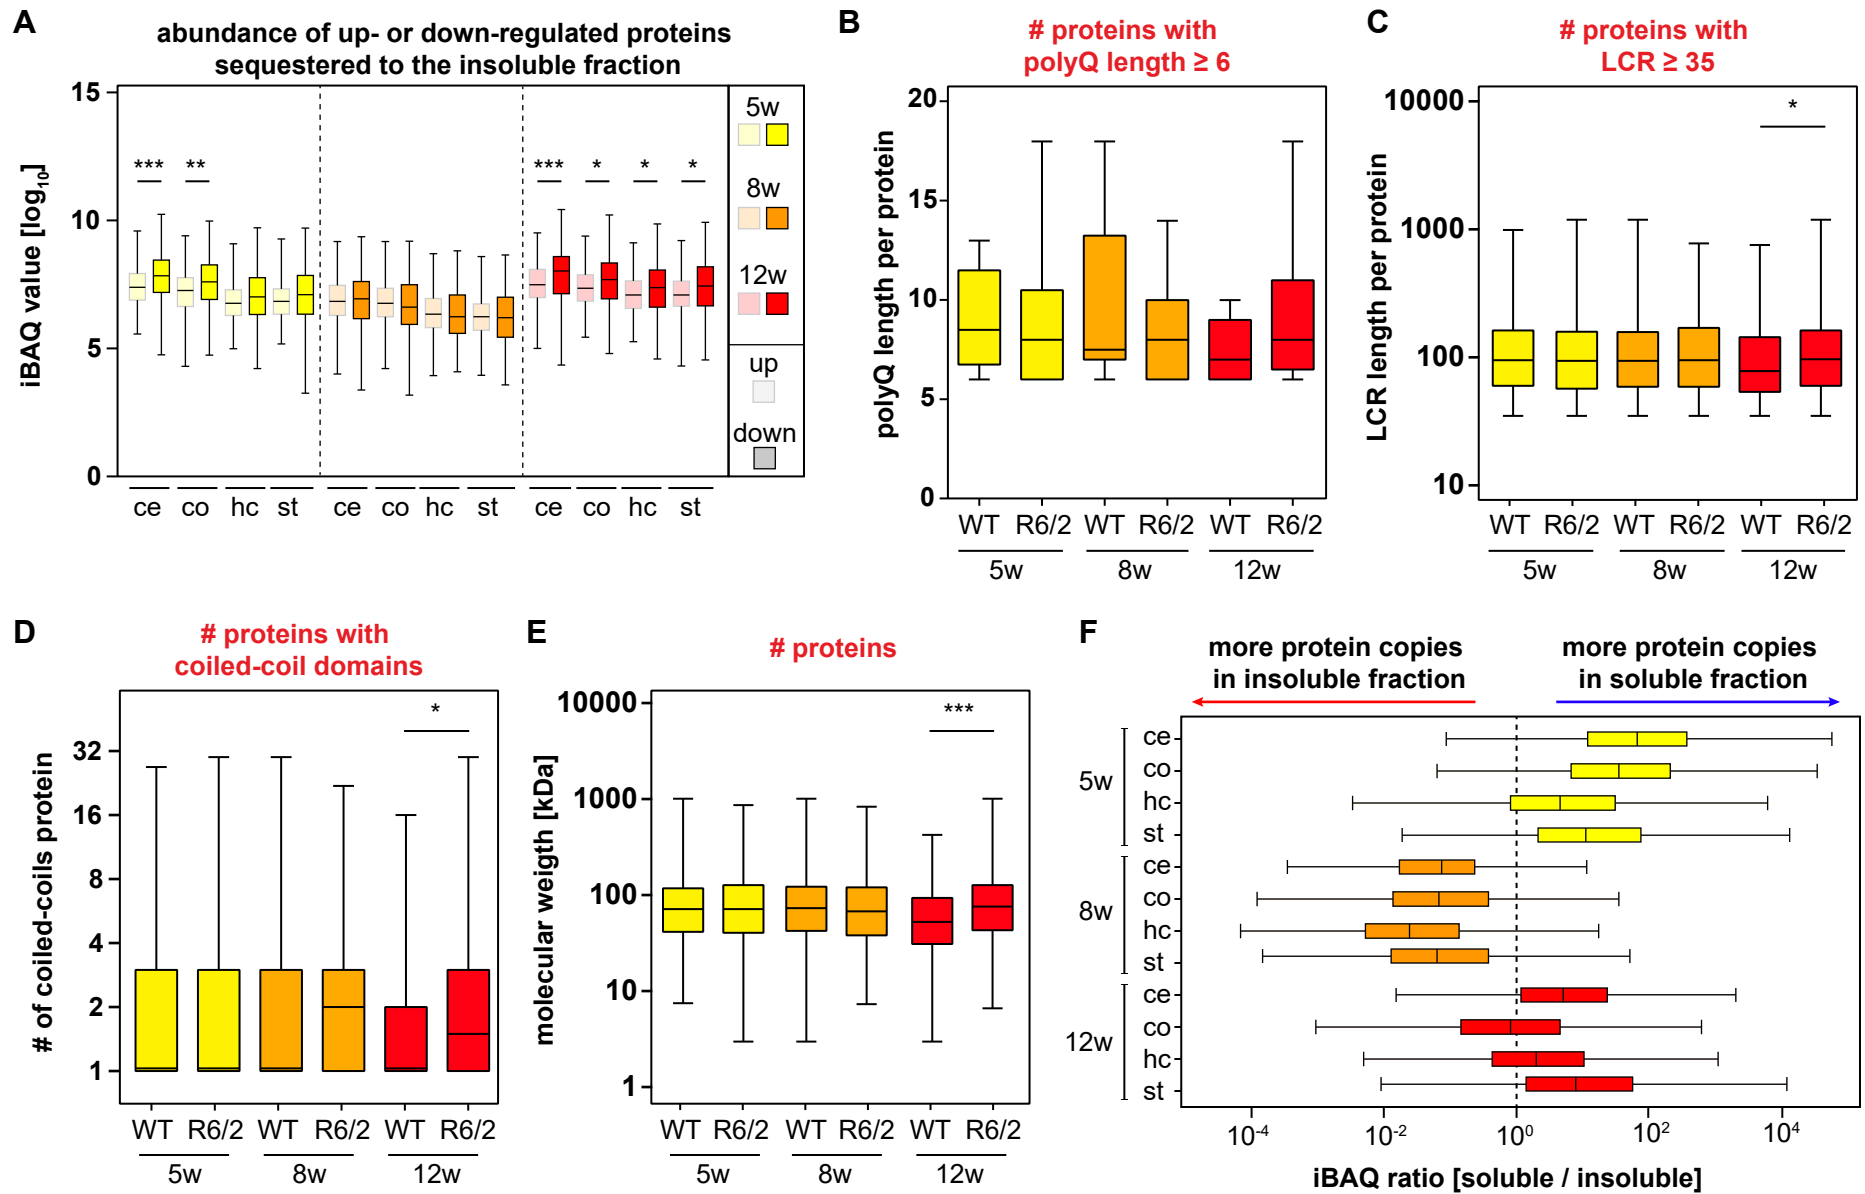 A
abundance of up- or down-regulated proteins
sequestered to the insoluble fraction
iBAQ value [log10]
15
10
5
0
*** ** *** * * *
ce co hc st ce co hc st ce co hc st
5w
8w
12w
up
down
B
# proteins with
polyQ length ≥ 6
polyQ length per protein
20
15
10
5
0
WT R6/2 WT R6/2 WT R6/2
5w 8w 12w
C
# proteins with
LCR ≥ 35
LCR length per protein
10000
1000
100
10
*
WT R6/2 WT R6/2 WT R6/2
5w 8w 12w
D
# proteins with
coiled-coil domains
# of coiled-coils protein
32
16
8
4
2
1
*
WT R6/2 WT R6/2 WT R6/2
5w 8w 12w
E
# proteins
molecular weigth [kDa]
10000
1000
100
10
1
***
WT R6/2 WT R6/2 WT R6/2
5w 8w 12w
F
more protein copies
in insoluble fraction
more protein copies
in soluble fraction
5w
ce
co
hc
st
8w
ce
co
hc
st
12w
ce
co
hc
st
10-4 10-2 100 102 104
iBAQ ratio [soluble / insoluble]